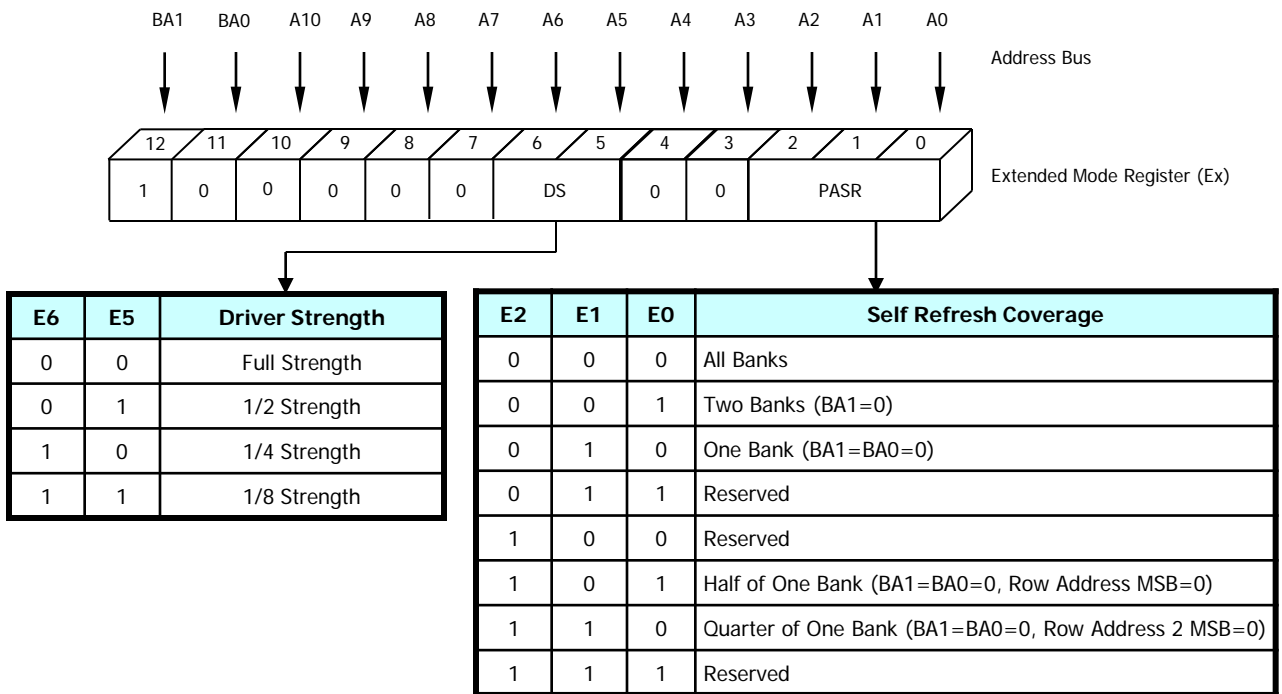 BA1 BA0 A10 A9 A8 A7 A6 A5 A4 A3 A2 A1 A0
Address Bus
12 11 10 9 8 7 6 5 4 3 2 1 0
1 0 0 0 0 0 DS 0 0 PASR
Extended Mode Register (Ex)
E6 E5 Driver Strength
0 0 Full Strength
0 1 1/2 Strength
1 0 1/4 Strength
1 1 1/8 Strength
E2 E1 E0 Self Refresh Coverage
0 0 0 All Banks
0 0 1 Two Banks (BA1=0)
0 1 0 One Bank (BA1=BA0=0)
0 1 1 Reserved
1 0 0 Reserved
1 0 1 Half of One Bank (BA1=BA0=0, Row Address MSB=0)
1 1 0 Quarter of One Bank (BA1=BA0=0, Row Address 2 MSB=0)
1 1 1 Reserved